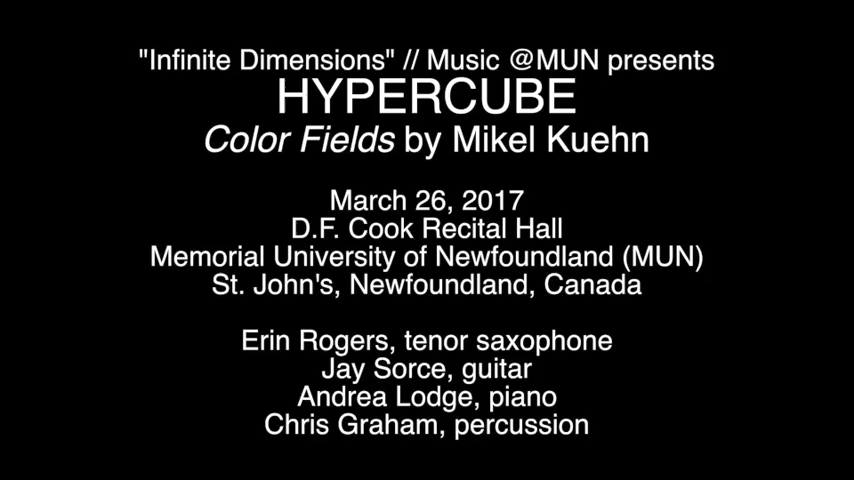 "Infinite Dimensions" // Music @MUN presents
HYPERCUBE
Color Fields by Mikel Kuehn
March 26, 2017
D.F. Cook Recital Hall
Memorial University of Newfoundland (MUN)
St. John's, Newfoundland, Canada
Erin Rogers, tenor saxophone
Jay Sorce, guitar
Andrea Lodge, piano
Chris Graham, percussion